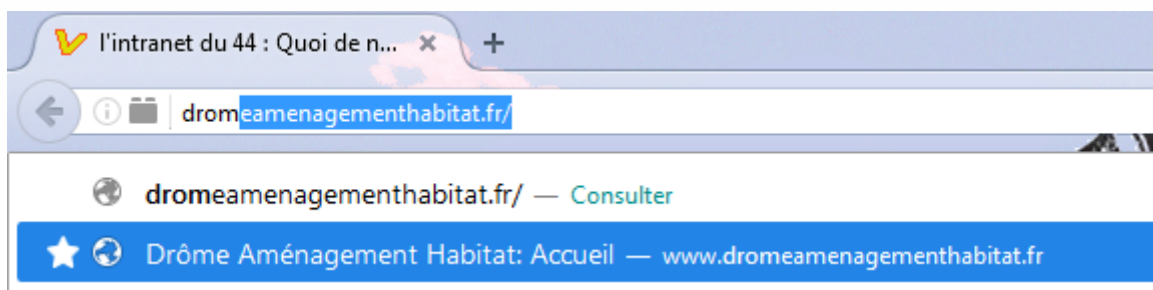 l'intranet du 44 : Quoi de n...
dromeamenagementhabitat.fr/
dromeamenagementhabitat.fr/ — Consulter
Drôme Aménagement Habitat: Accueil — www.dromeamenagementhabitat.fr